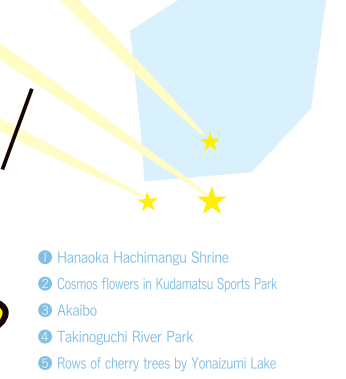 ❶ Hanaoka Hachimangu Shrine
❷ Cosmos flowers in Kudamatsu Sports Park
❸ Akaibo
❹ Takinoguchi River Park
❺ Rows of cherry trees by Yonaizumi Lake